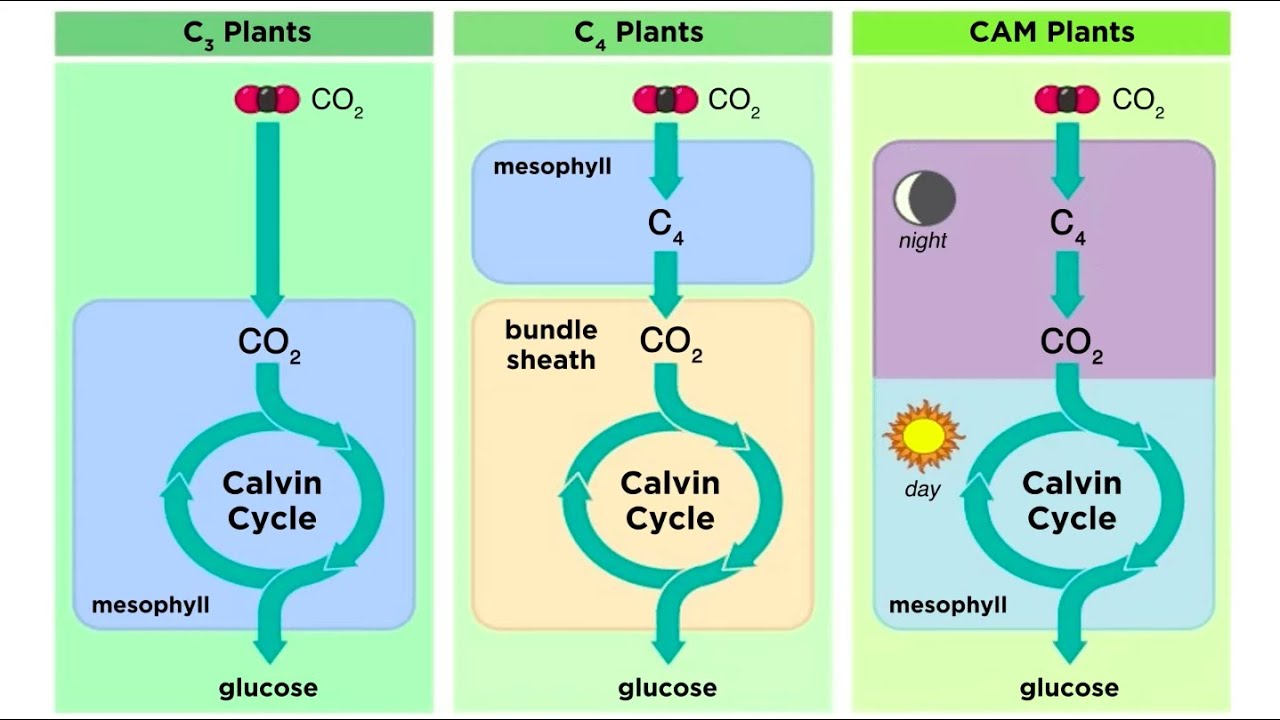 C₃ Plants
CO₂
CO₂
Calvin
Cycle
mesophyll
glucose
C₄ Plants
CO₂
mesophyll
C₄
bundle
sheath
CO₂
Calvin
Cycle
glucose
CAM Plants
CO₂
night
C₄
CO₂
day
Calvin
Cycle
mesophyll
glucose